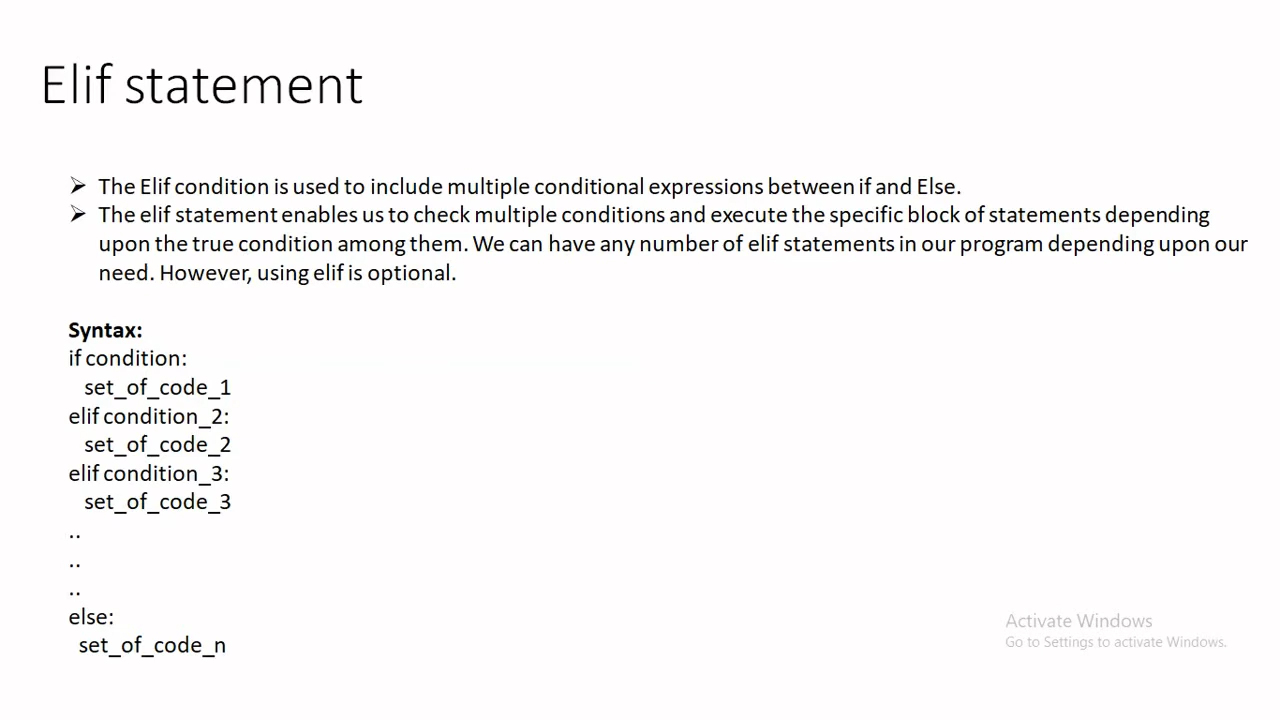 Elif statement
➢ The Elif condition is used to include multiple conditional expressions between if and Else.
➢ The elif statement enables us to check multiple conditions and execute the specific block of statements depending
upon the true condition among them. We can have any number of elif statements in our program depending upon our
need. However, using elif is optional.
Syntax:
if condition:
set_of_code_1
elif condition_2:
set_of_code_2
elif condition_3:
set_of_code_3
..
..
..
else:
set_of_code_n
Activate Windows
Go to Settings to activate Windows.